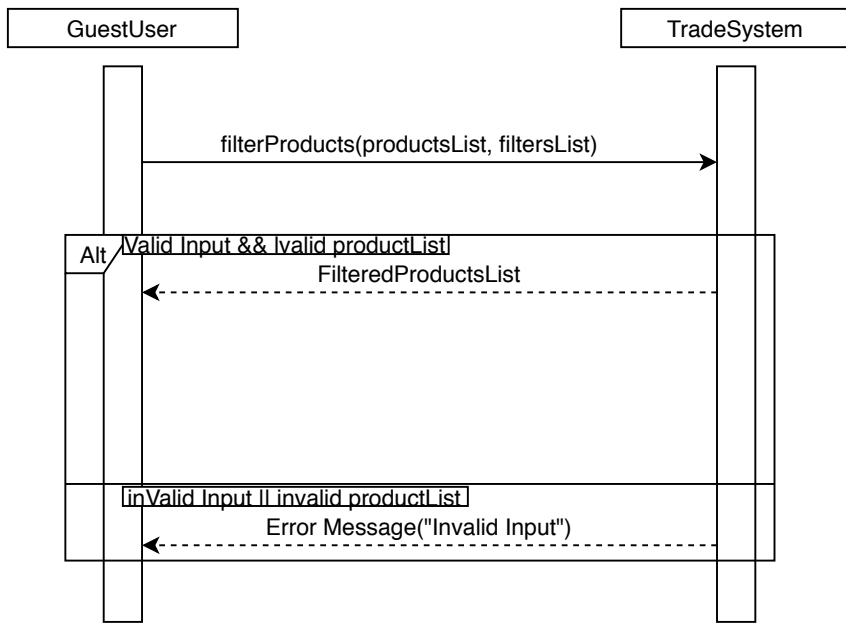 GuestUser
TradeSystem
filterProducts(productsList, filtersList)
Alt
Valid Input && lvalid productList
FilteredProductsList
inValid Input || invalid productList
Error Message("Invalid Input")